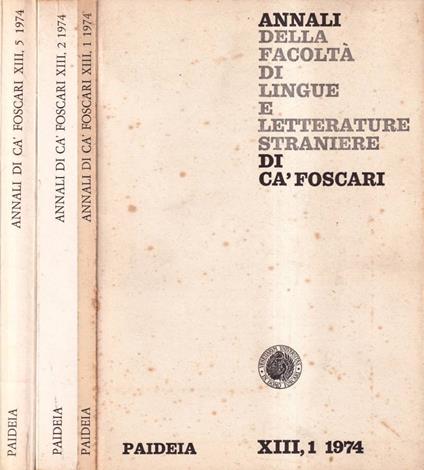 ANNALI DI CA' FOSCARI XIII, 5 1974
PAIDEIA
ANNALI DI CA' FOSCARI XIII, 2 1974
PAIDEIA
ANNALI DI CA' FOSCARI XIII, 1 1974
PAIDEIA
ANNALI
DELLA
FACOLTÀ
DI
LINGUE
E
LETTERATURE
STRANIERE
DI
CA' FOSCARI
PAIDEIA
XIII, 1 1974